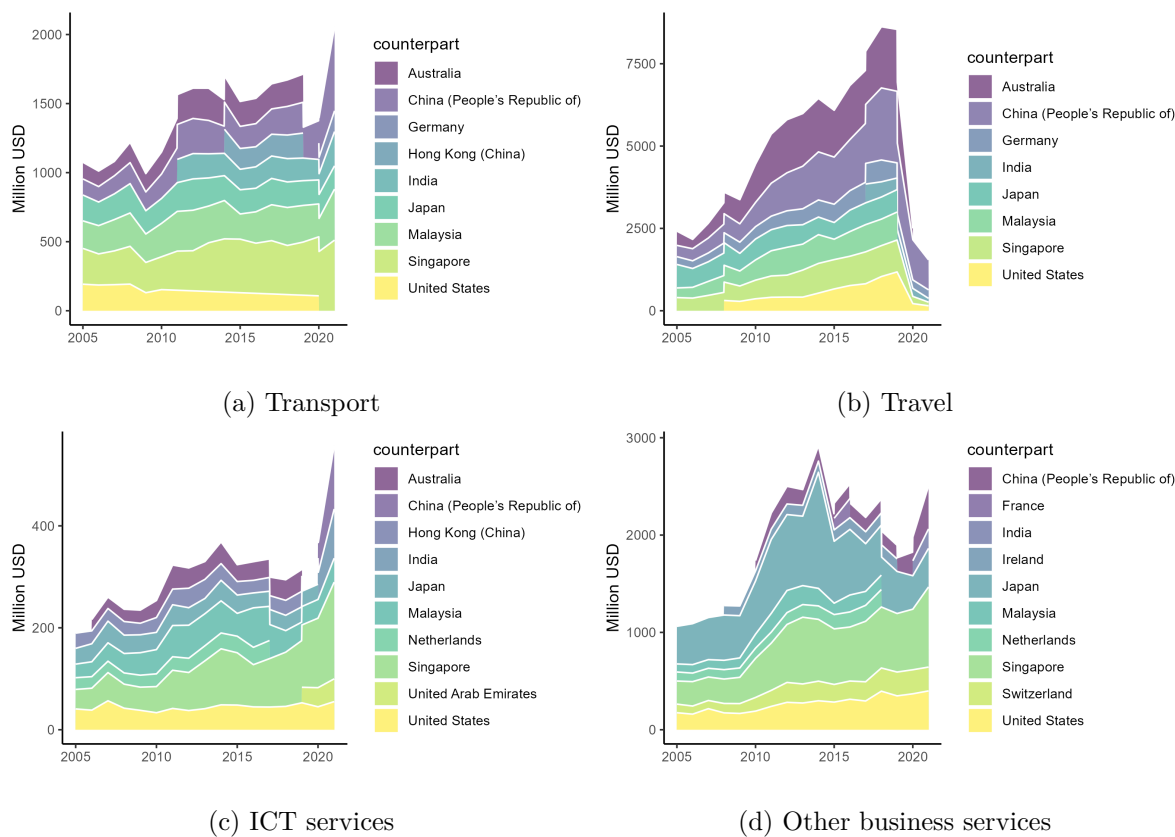 counterpart
Australia
China (People's Republic of)
Germany
Hong Kong (China)
India
Japan
Malaysia
Singapore
United States
Million USD
2000
1500
1000
500
0
2005
2010
2015
2020
(a) Transport
counterpart
Australia
China (People's Republic of)
Germany
India
Japan
Malaysia
Singapore
United States
Million USD
7500
5000
2500
0
2005
2010
2015
2020
(b) Travel
counterpart
Australia
China (People's Republic of)
Hong Kong (China)
India
Japan
Malaysia
Netherlands
Singapore
United Arab Emirates
United States
Million USD
400
200
0
2005
2010
2015
2020
(c) ICT services
counterpart
China (People's Republic of)
France
India
Ireland
Japan
Malaysia
Netherlands
Singapore
Switzerland
United States
Million USD
3000
2000
1000
0
2005
2010
2015
2020
(d) Other business services